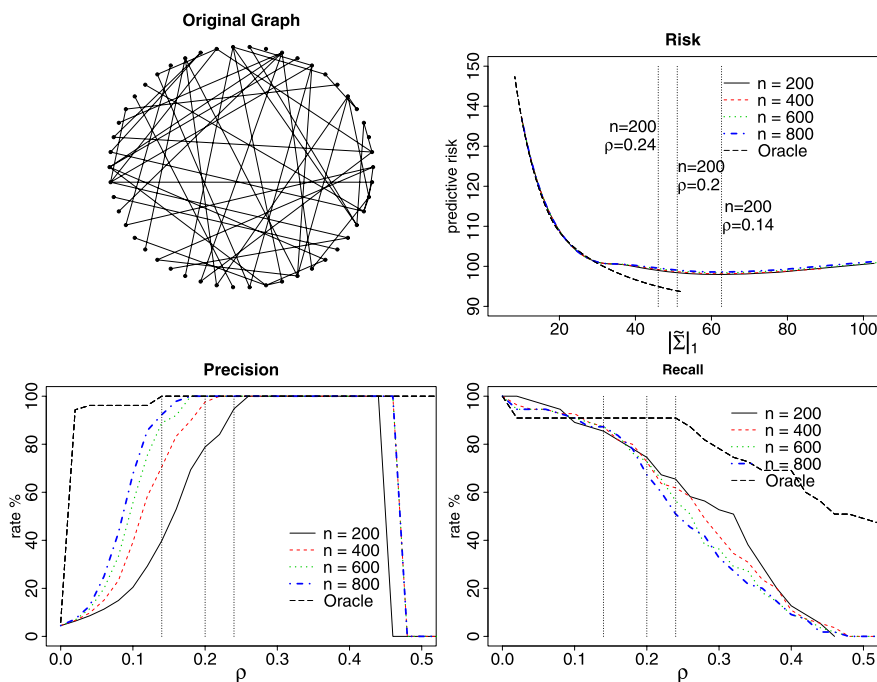 Original Graph
Risk
predictive risk
150
140
130
120
110
100
90
20
40
60
80
100
|Σ̃|₁
n=200
ρ=0.24
n=200
ρ=0.2
n=200
ρ=0.14
n = 200
n = 400
n = 600
n = 800
Oracle
Precision
rate %
100
80
60
40
20
0
0.0
0.1
0.2
0.3
0.4
0.5
ρ
n = 200
n = 400
n = 600
n = 800
Oracle
Recall
rate %
100
80
60
40
20
0
0.0
0.1
0.2
0.3
0.4
0.5
ρ
n = 200
n = 400
n = 600
n = 800
Oracle